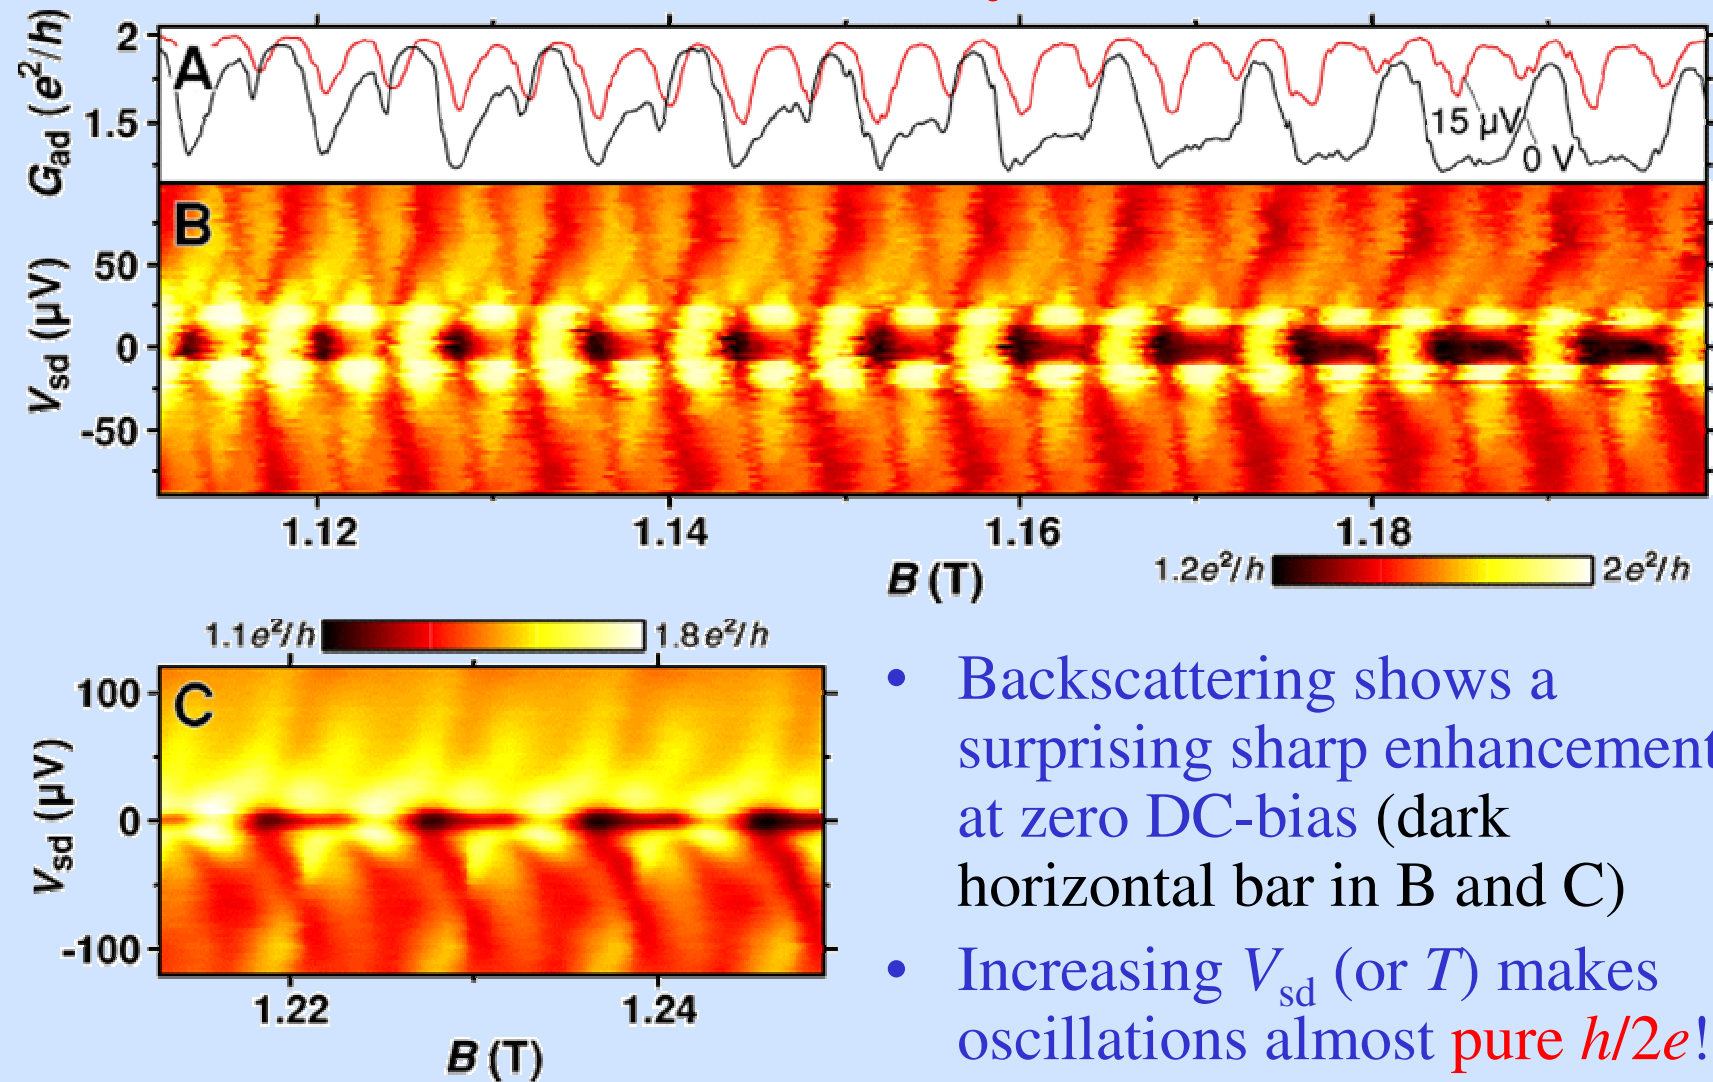 A
G_ad (e²/h)
2
1.5
15 µV
0 V
B
V_sd (µV)
50
0
-50
1.12 1.14 1.16 1.18
B (T)
1.2e²/h 2e²/h
1.1e²/h 1.8e²/h
C
V_sd (µV)
100
0
-100
1.22 1.24
B (T)
• Backscattering shows a
surprising sharp enhancement
at zero DC-bias (dark
horizontal bar in B and C)
• Increasing V_sd (or T) makes
oscillations almost pure h/2e!